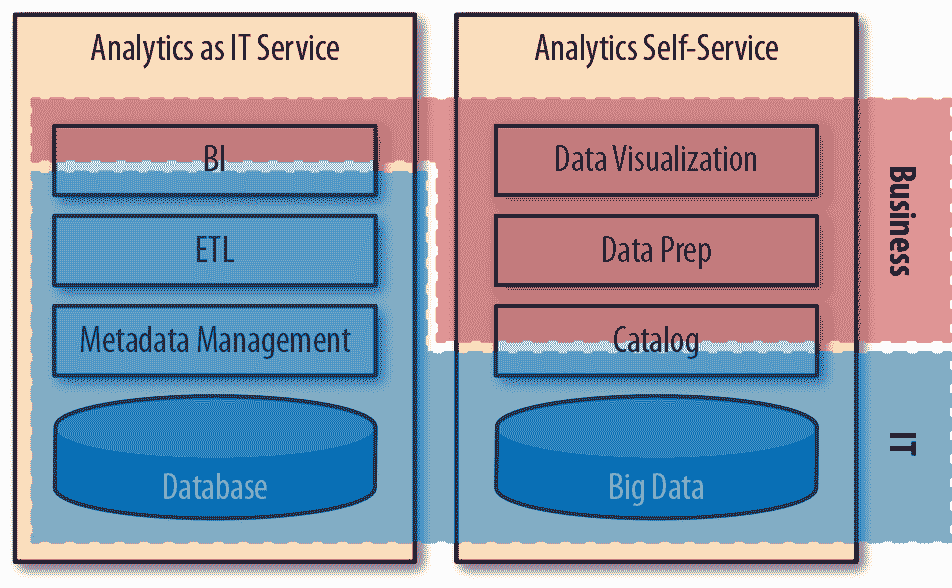 Analytics as IT Service
BI
ETL
Metadata Management
Database
Analytics Self-Service
Data Visualization
Data Prep
Catalog
Big Data
Business
IT